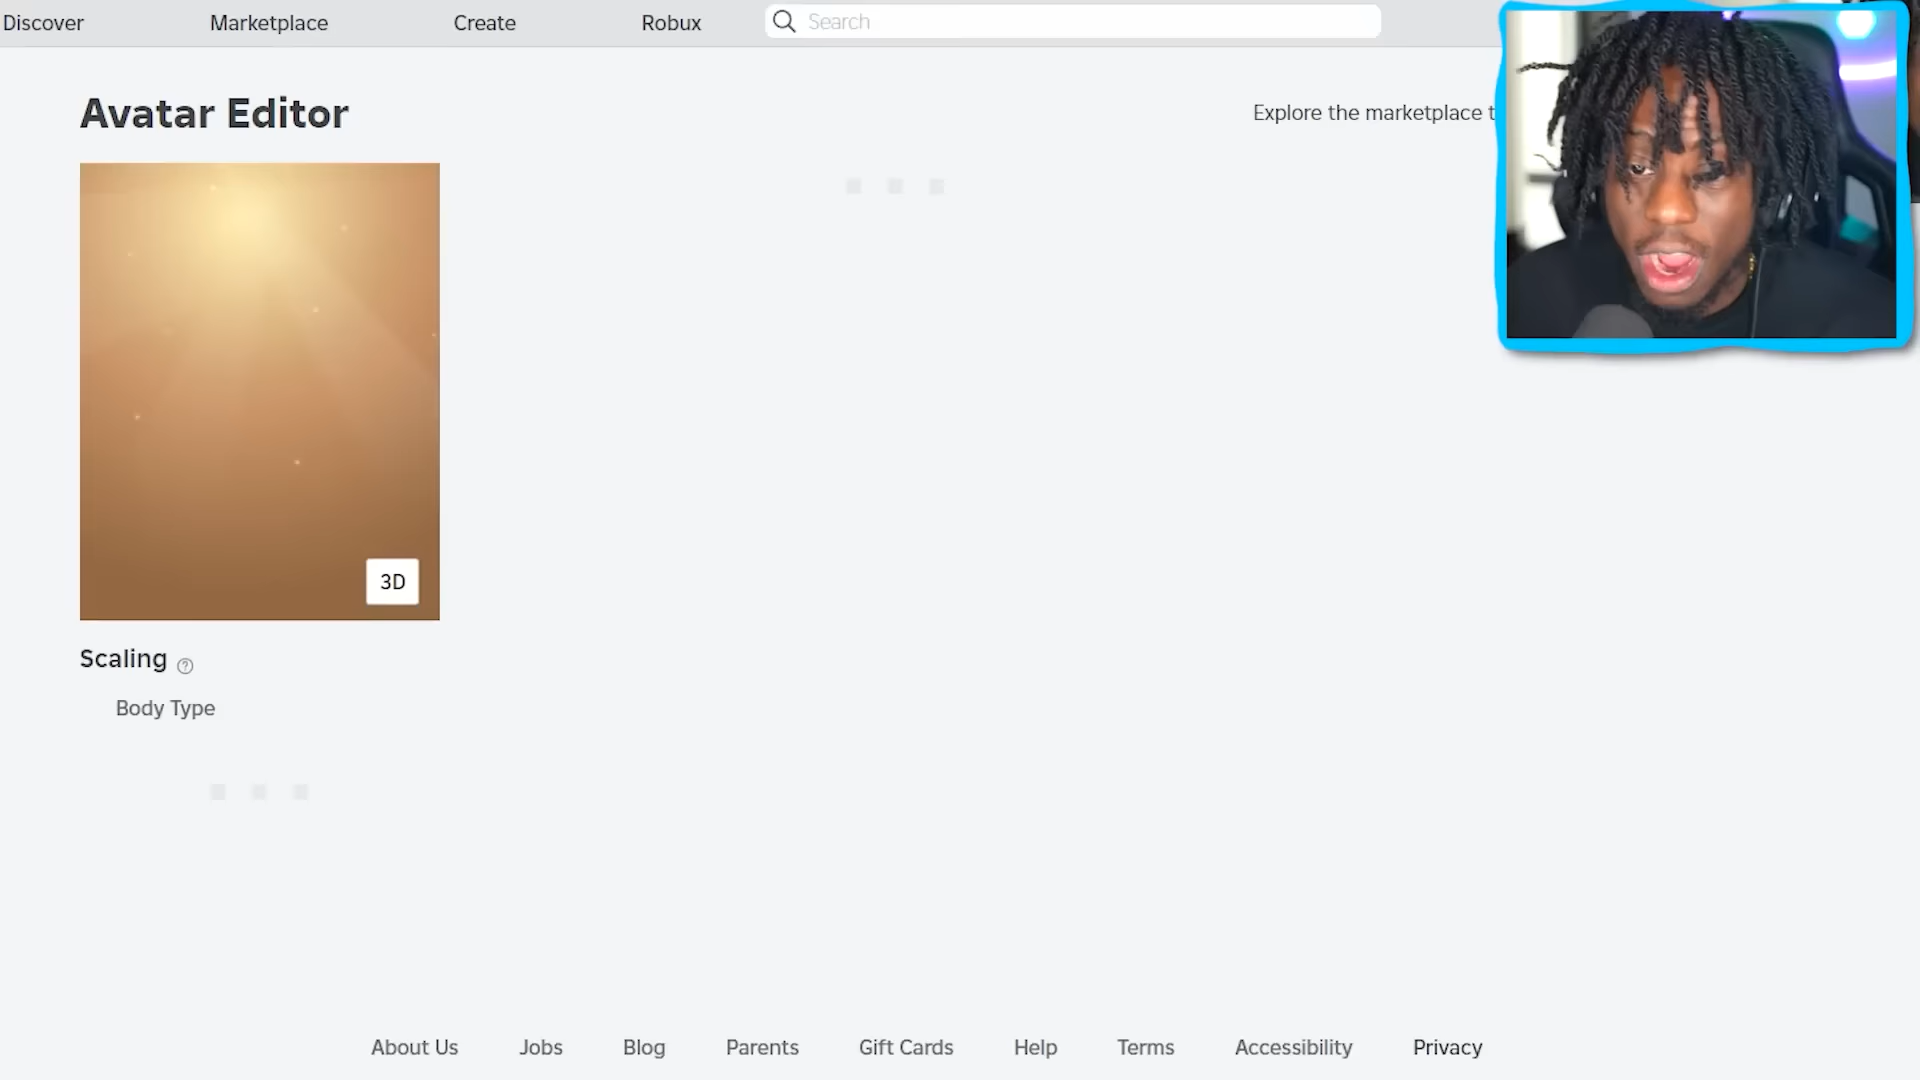 Discover Marketplace Create Robux Search
Avatar Editor
Explore the marketplace t
3D
Scaling ?
Body Type
About Us Jobs Blog Parents Gift Cards Help Terms Accessibility Privacy